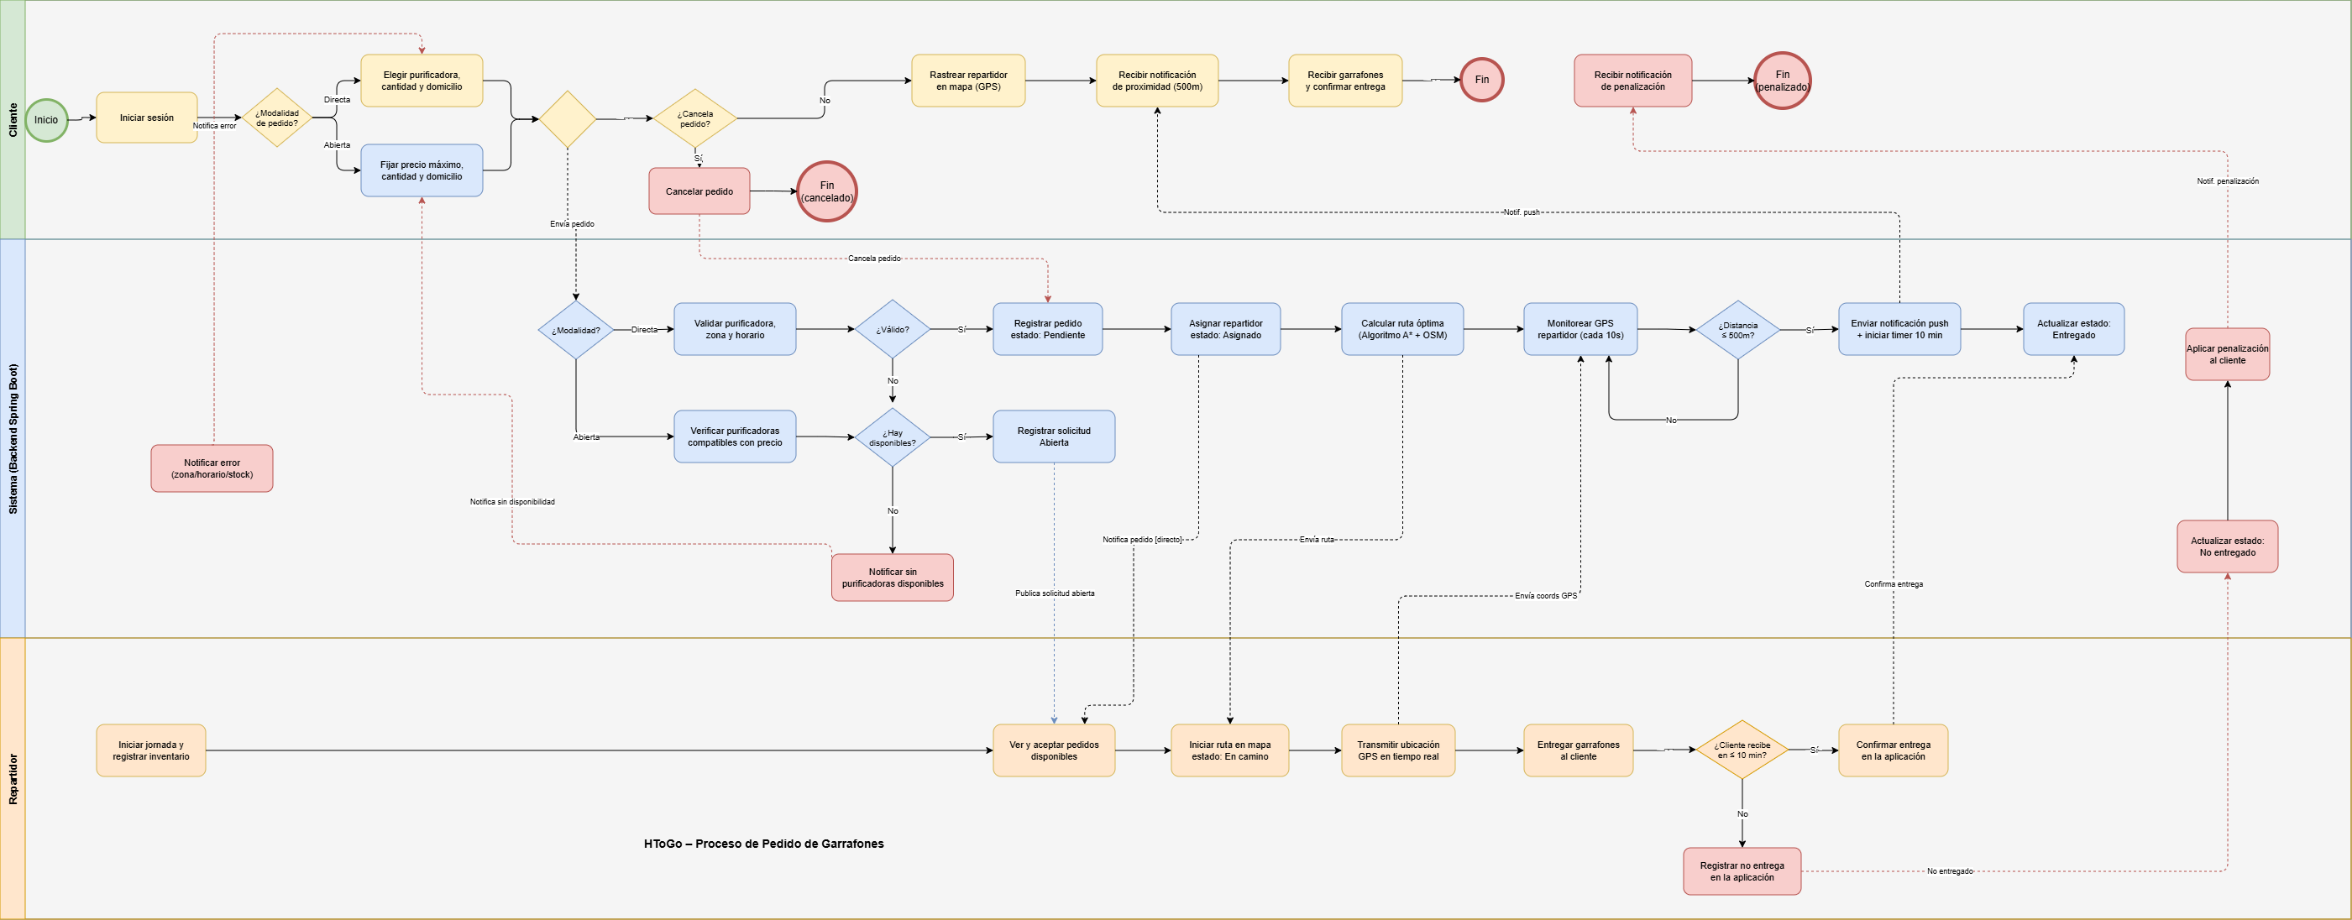 Cliente
Inicio
Iniciar sesión
Notifica error
¿Modalidad
de pedido?
Directa
Abierta
Elegir purificadora,
cantidad y domicilio
Fijar precio máximo,
cantidad y domicilio
Envía pedido
¿Cancela
pedido?
No
Sí
Cancelar pedido
Fin
(cancelado)
Rastrear repartidor
en mapa (GPS)
Recibir notificación
de proximidad (500m)
Recibir garrafones
y confirmar entrega
Fin
Recibir notificación
de penalización
Fin
(penalizado)
Notif. penalización
Notif. push
Sistema (Backend Spring Boot)
Cancela pedido
¿Modalidad?
Directa
Validar purificadora,
zona y horario
¿Válido?
Sí
Registrar pedido
estado: Pendiente
Asignar repartidor
estado: Asignado
Calcular ruta óptima
(Algoritmo A* + OSM)
Monitorear GPS
repartidor (cada 10s)
¿Distancia
≤ 500m?
Sí
Enviar notificación push
+ iniciar timer 10 min
Actualizar estado:
Entregado
Aplicar penalización
al cliente
No
No
Abierta
Verificar purificadoras
compatibles con precio
¿Hay
disponibles?
Sí
Registrar solicitud
Abierta
Notificar error
(zona/horario/stock)
Notifica sin disponibilidad
No
Notifica pedido [directo]
Envía ruta
Actualizar estado:
No entregado
Notificar sin
purificadoras disponibles
Publica solicitud abierta
Envía coords GPS
Confirma entrega
Repartidor
Iniciar jornada y
registrar inventario
Ver y aceptar pedidos
disponibles
Iniciar ruta en mapa
estado: En camino
Transmitir ubicación
GPS en tiempo real
Entregar garrafones
al cliente
¿Cliente recibe
en ≤ 10 min?
Sí
Confirmar entrega
en la aplicación
No
HToGo – Proceso de Pedido de Garrafones
Registrar no entrega
en la aplicación
No entregado